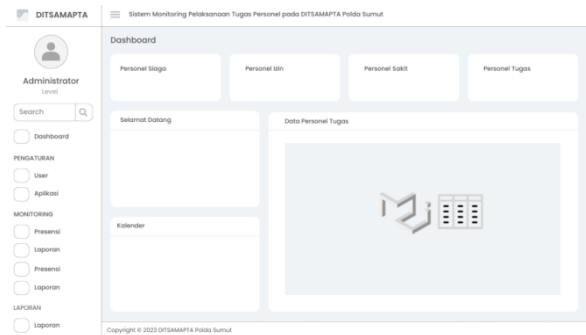 DITSAMAPTA
Sistem Monitoring Pelaksanaan Tugas Personel pada DITSAMAPTA Polda Sumut
Administrator
Level
Search
Dashboard
PENGATURAN
User
Aplikasi
MONITORING
Presensi
Laporan
Presensi
Laporan
LAPORAN
Laporan
Dashboard
Personel Siaga
Personel Izin
Personel Sakit
Personel Tugas
Selamat Datang
Data Personel Tugas
Kalender
Copyright © 2023 DITSAMAPTA Polda Sumut